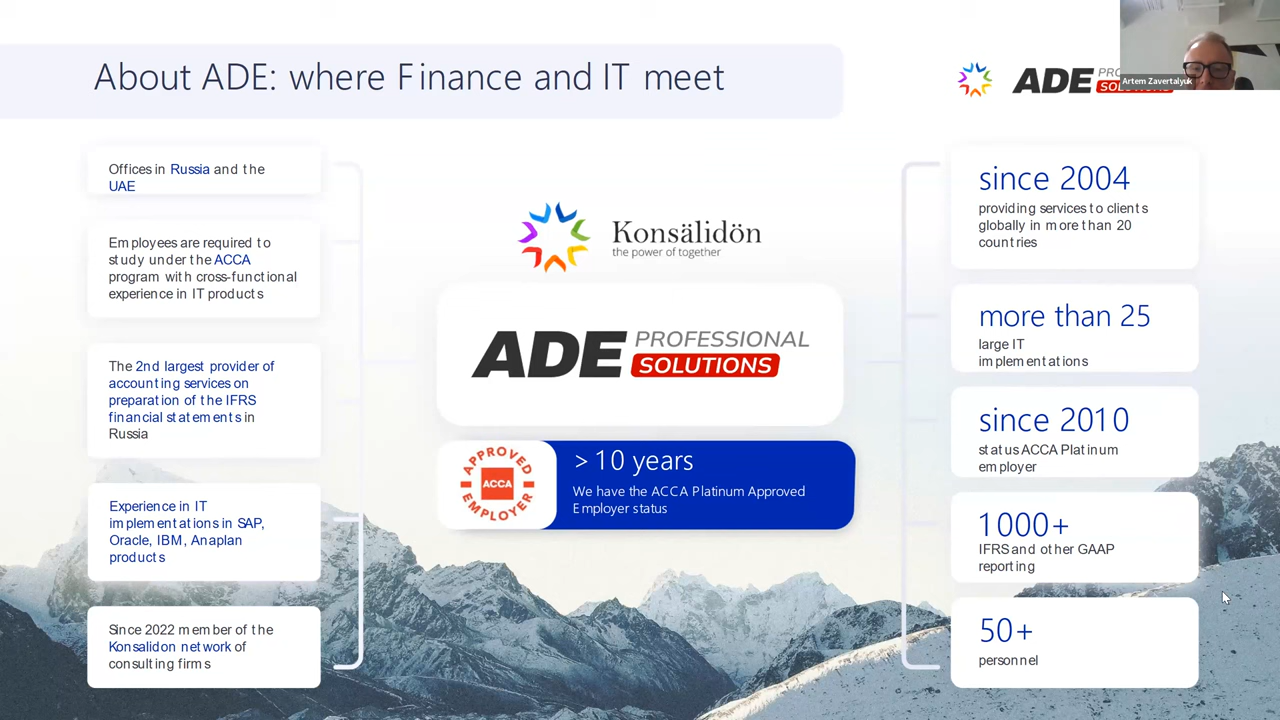 About ADE: where Finance and IT meet
ADE
Artem Zavertalyuk
Offices in Russia and the
UAE
Employees are required to
study under the ACCA
program with cross-functional
experience in IT products
The 2nd largest provider of
accounting services on
preparation of the IFRS
financial statements in
Russia
Experience in IT
implementations in SAP,
Oracle, IBM, Anaplan
products
Since 2022 member of the
Konsalidon network of
consulting firms
Konsälidön
the power of together
ADE PROFESSIONAL
SOLUTIONS
APPROVED
ACCA
EMPLOYER
> 10 years
We have the ACCA Platinum Approved
Employer status
since 2004
providing services to clients
globally in more than 20
countries
more than 25
large IT
implementations
since 2010
status ACCA Platinum
employer
1000+
IFRS and other GAAP
reporting
50+
personnel